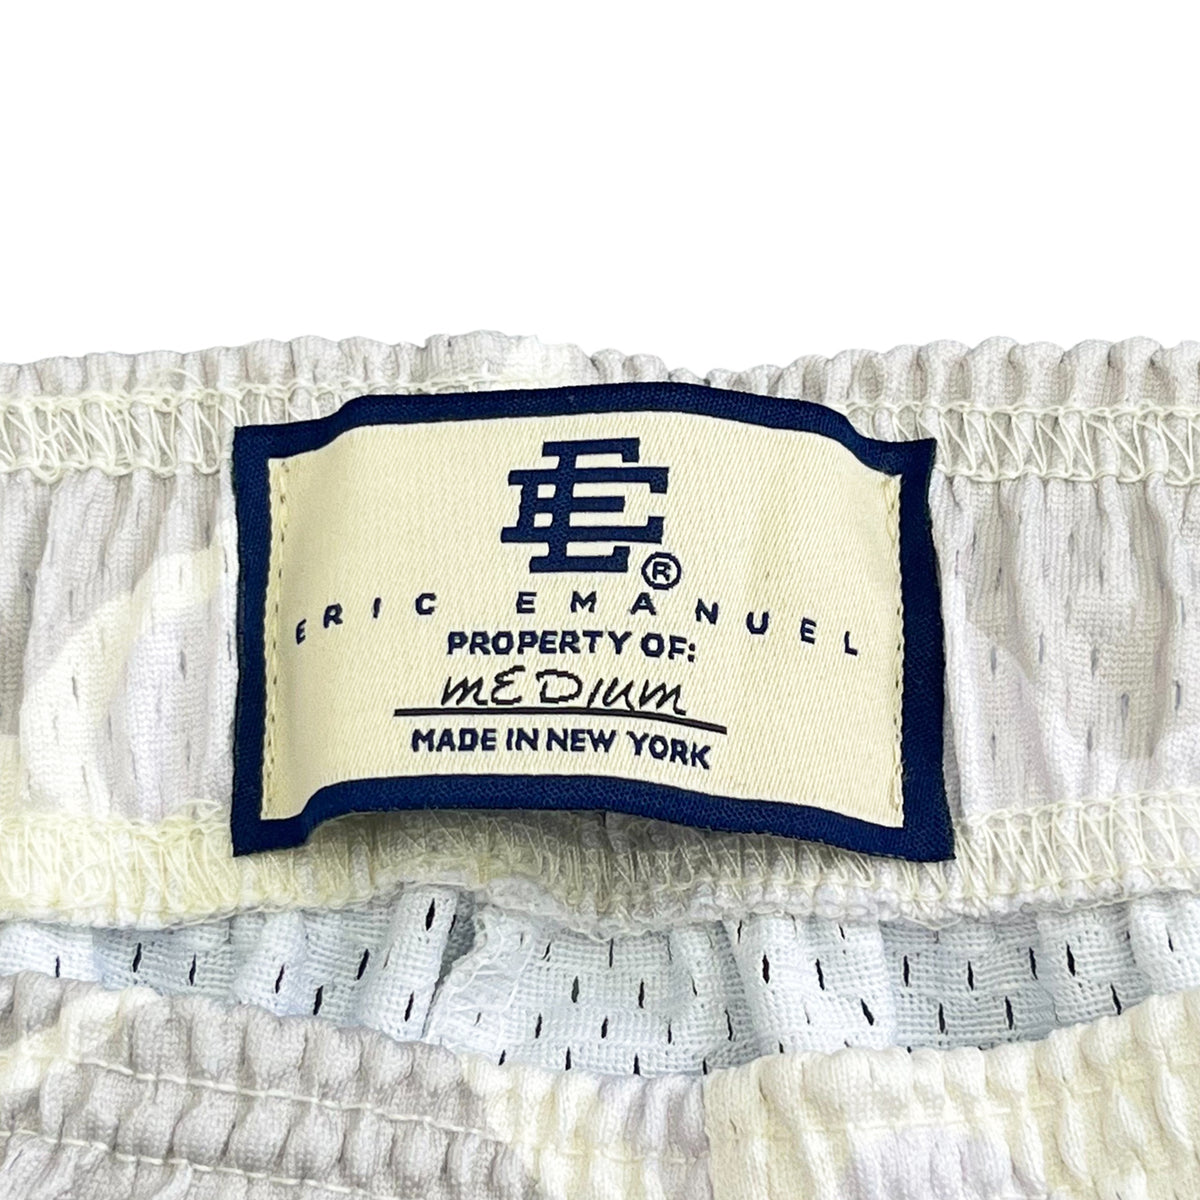 EE®
ERIC EMANUEL
PROPERTY OF:
MEDIUM
MADE IN NEW YORK